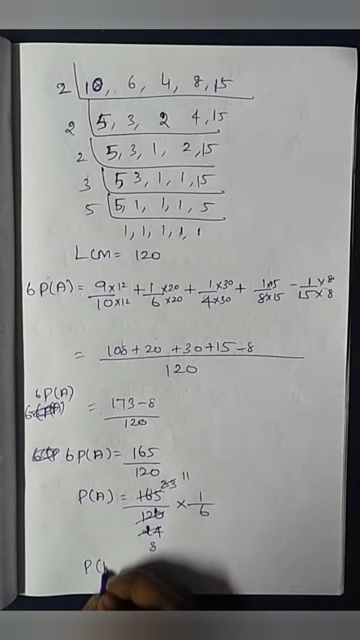 2 | 10, 6, 4, 8, 15
2 | 5, 3, 2 4, 15
2 | 5, 3, 1, 2, 15
3 | 5 3, 1, 1, 15
5 | 5, 1, 1, 1, 5
1, 1, 1, 1, 1
LCM = 120
6P(A) = 9×12/10×12 + 1×20/6×20 + 1×30/4×30 + 1×15/8×15 - 1×8/15×8
= 108 + 20 + 30 + 15 - 8 / 120
6P(A)
= 173 - 8 / 120
6P(A) = 165/120
P(A) = 165 33 11 / 120 24 8 × 1/6
P(